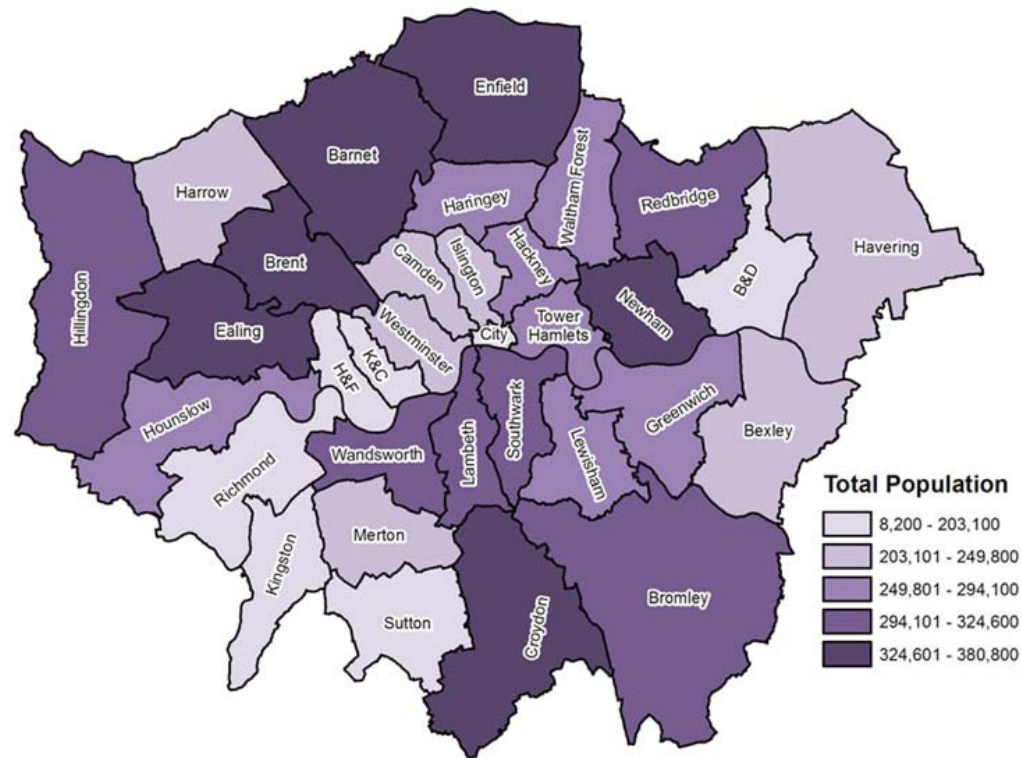 Enfield
Barnet
Harrow
Haringey
Waltham Forest
Redbridge
Havering
Hillingdon
Brent
Camden
Islington
Hackney
B&D
Ealing
Newham
Westminster
City
Tower
Hamlets
K&C
H&F
Hounslow
Greenwich
Bexley
Richmond
Wandsworth
Lambeth
Southwark
Lewisham
Kingston
Merton
Sutton
Croydon
Bromley
Total Population
8,200 - 203,100
203,101 - 249,800
249,801 - 294,100
294,101 - 324,600
324,601 - 380,800